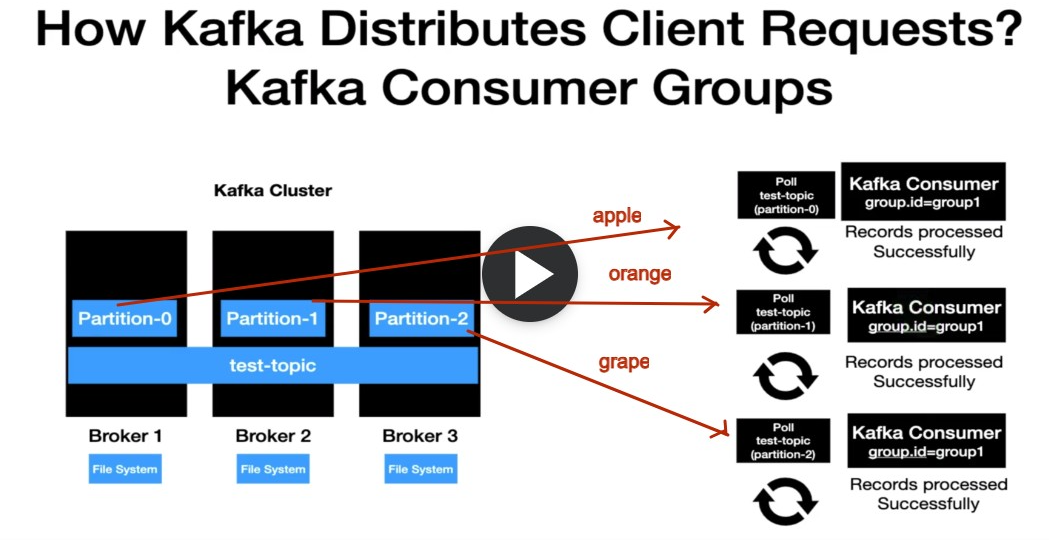 How Kafka Distributes Client Requests?
Kafka Consumer Groups
Kafka Cluster
Partition-0
Partition-1
Partition-2
test-topic
Broker 1
Broker 2
Broker 3
File System
File System
File System
apple
orange
grape
Poll
test-topic
(partition-0)
Kafka Consumer
group.id=group1
Records processed
Successfully
Poll
test-topic
(partition-1)
Kafka Consumer
group.id=group1
Records processed
Successfully
Poll
test-topic
(partition-2)
Kafka Consumer
group.id=group1
Records processed
Successfully